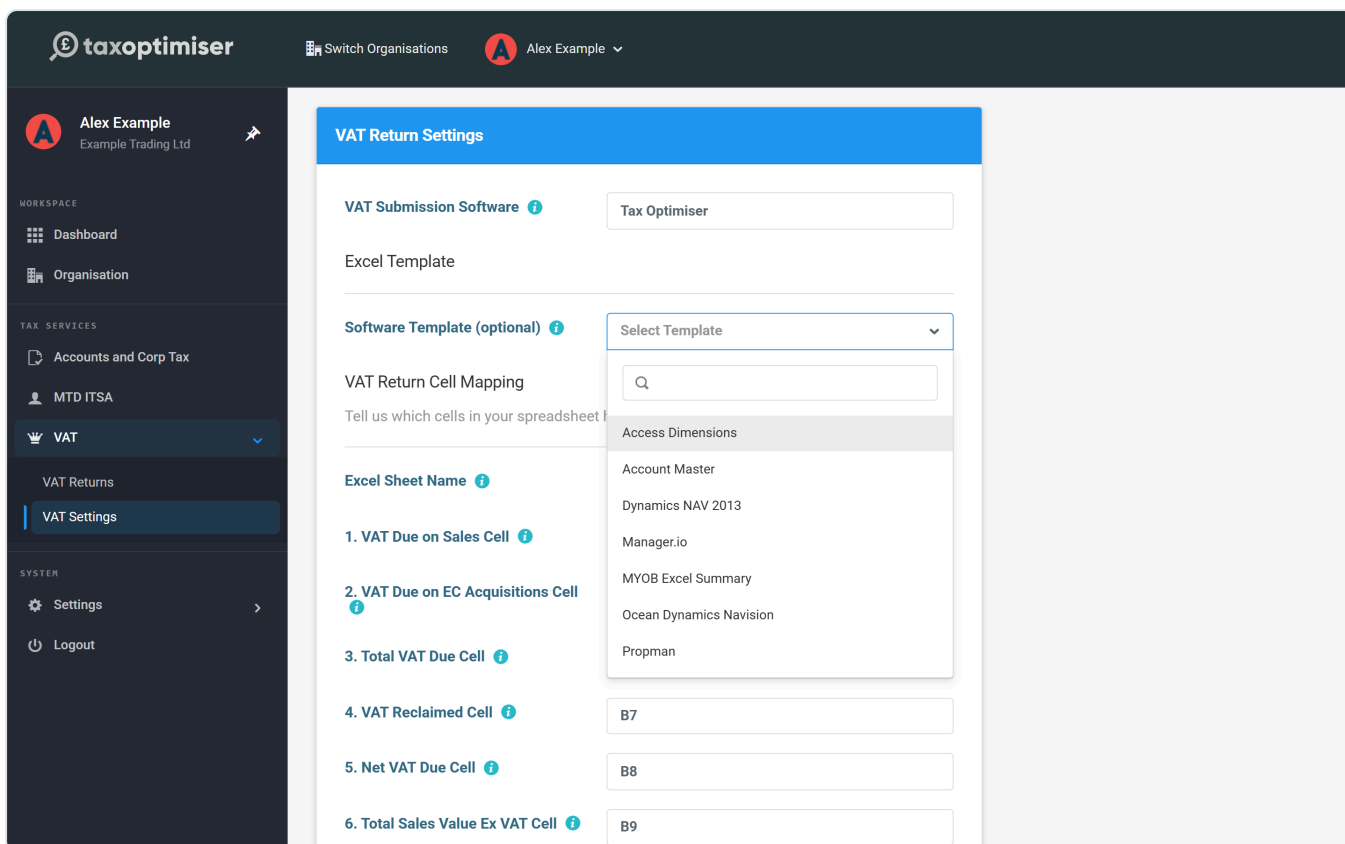 taxoptimiser
Switch Organisations
Alex Example
Alex Example
Example Trading Ltd
WORKSPACE
Dashboard
Organisation
TAX SERVICES
Accounts and Corp Tax
MTD ITSA
VAT
VAT Returns
VAT Settings
SYSTEM
Settings
Logout
VAT Return Settings
VAT Submission Software
Tax Optimiser
Excel Template
Software Template (optional)
Select Template
Access Dimensions
Account Master
Dynamics NAV 2013
Manager.io
MYOB Excel Summary
Ocean Dynamics Navision
Propman
VAT Return Cell Mapping
Tell us which cells in your spreadsheet
Excel Sheet Name
1. VAT Due on Sales Cell
2. VAT Due on EC Acquisitions Cell
3. Total VAT Due Cell
4. VAT Reclaimed Cell
B7
5. Net VAT Due Cell
B8
6. Total Sales Value Ex VAT Cell
B9